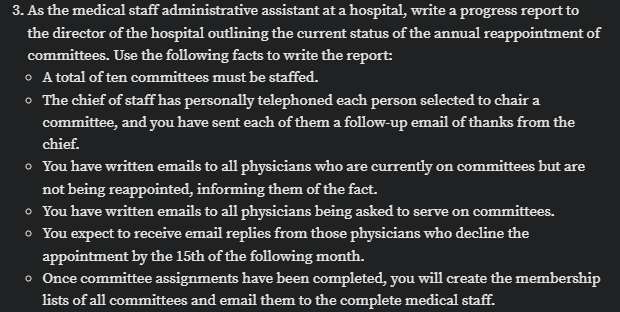 3. As the medical staff administrative assistant at a hospital, write a progress report to
the director of the hospital outlining the current status of the annual reappointment of
committees. Use the following facts to write the report:
○ A total of ten committees must be staffed.
○ The chief of staff has personally telephoned each person selected to chair a
committee, and you have sent each of them a follow-up email of thanks from the
chief.
○ You have written emails to all physicians who are currently on committees but are
not being reappointed, informing them of the fact.
○ You have written emails to all physicians being asked to serve on committees.
○ You expect to receive email replies from those physicians who decline the
appointment by the 15th of the following month.
○ Once committee assignments have been completed, you will create the membership
lists of all committees and email them to the complete medical staff.